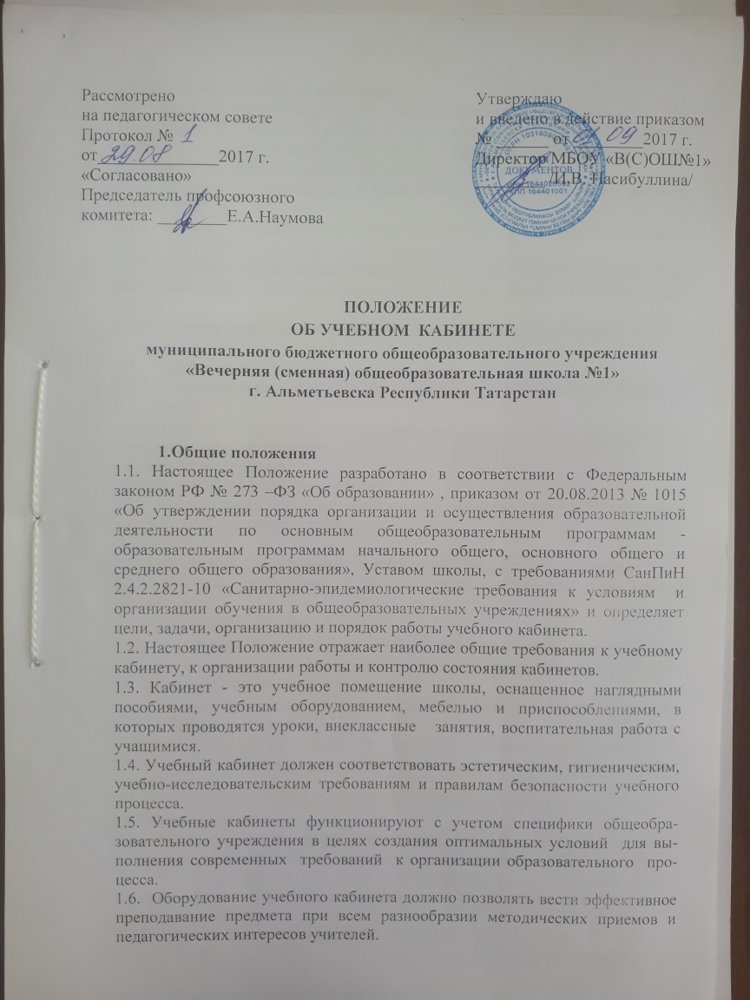 Рассмотрено
на педагогическом совете
Протокол № 1
от 29.08 2017 г.
«Согласовано»
Председатель профсоюзного
комитета: ________Е.А.Наумова
Утверждаю
и введено в действие приказом
№ от 01 09 2017 г.
Директор МБОУ «В(С)ОШ№1»
/И.В. Насибуллина/
ДОКУМЕНТОВ
ПОЛОЖЕНИЕ
ОБ УЧЕБНОМ КАБИНЕТЕ
муниципального бюджетного общеобразовательного учреждения
«Вечерняя (сменная) общеобразовательная школа №1»
г. Альметьевска Республики Татарстан
1.Общие положения
1.1. Настоящее Положение разработано в соответствии с Федеральным
законом РФ № 273 –ФЗ «Об образовании» , приказом от 20.08.2013 № 1015
«Об утверждении порядка организации и осуществления образовательной
деятельности по основным общеобразовательным программам -
образовательным программам начального общего, основного общего и
среднего общего образования», Уставом школы, с требованиями СанПиН
2.4.2.2821-10 «Санитарно-эпидемиологические требования к условиям и
организации обучения в общеобразовательных учреждениях» и определяет
цели, задачи, организацию и порядок работы учебного кабинета.
1.2. Настоящее Положение отражает наиболее общие требования к учебному
кабинету, к организации работы и контролю состояния кабинетов.
1.3. Кабинет - это учебное помещение школы, оснащенное наглядными
пособиями, учебным оборудованием, мебелью и приспособлениями, в
которых проводятся уроки, внеклассные занятия, воспитательная работа с
учащимися.
1.4. Учебный кабинет должен соответствовать эстетическим, гигиеническим,
учебно-исследовательским требованиям и правилам безопасности учебного
процесса.
1.5. Учебные кабинеты функционируют с учетом специфики общеобра-
зовательного учреждения в целях создания оптимальных условий для вы-
полнения современных требований к организации образовательного про-
цесса.
1.6. Оборудование учебного кабинета должно позволять вести эффективное
преподавание предмета при всем разнообразии методических приемов и
педагогических интересов учителей.